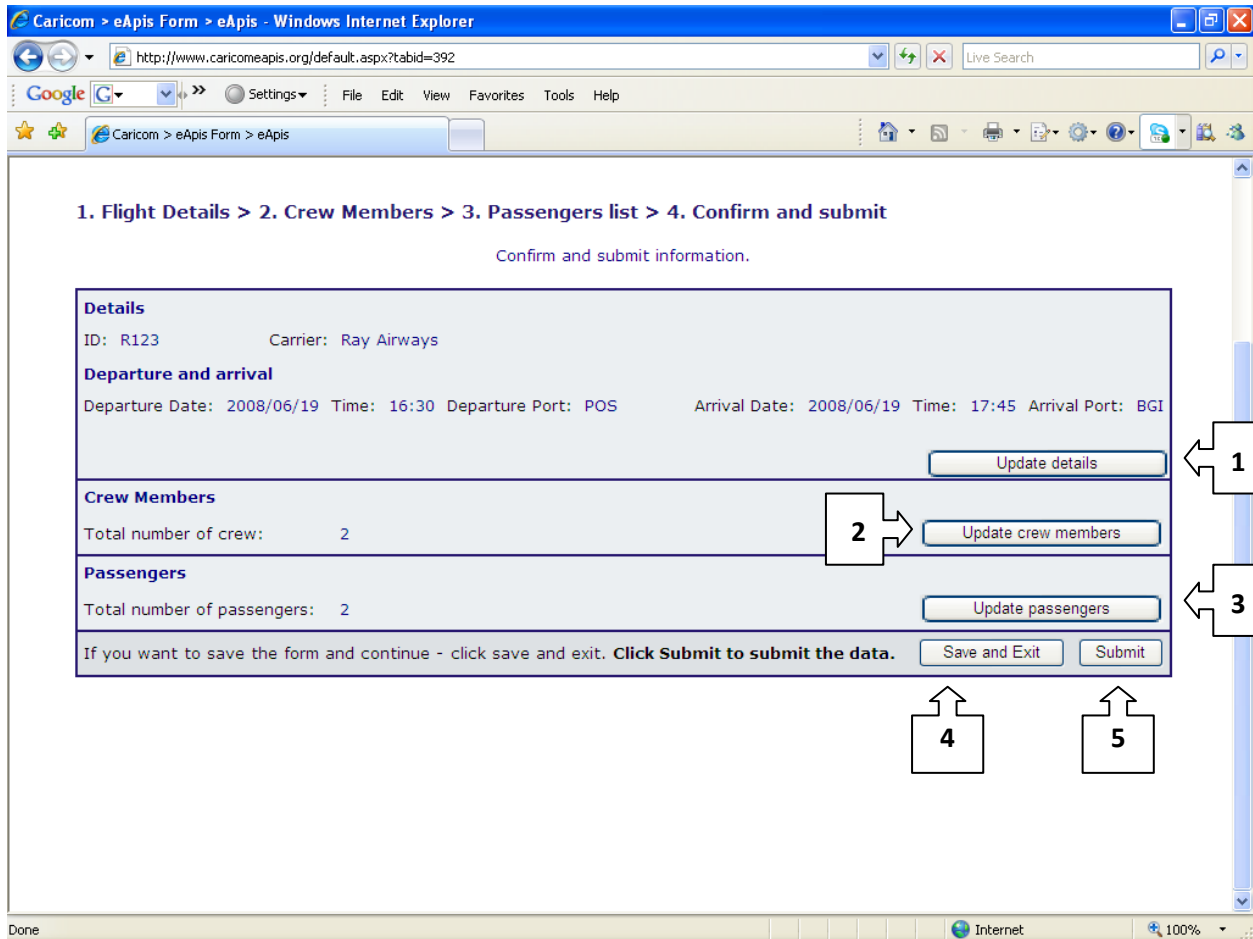 Caricom > eApis Form > eApis - Windows Internet Explorer
http://www.caricomeapis.org/default.aspx?tabid=392 Live Search
Google G Settings File Edit View Favorites Tools Help
Caricom > eApis Form > eApis
1. Flight Details > 2. Crew Members > 3. Passengers list > 4. Confirm and submit
Confirm and submit information.
Details
ID: R123 Carrier: Ray Airways
Departure and arrival
Departure Date: 2008/06/19 Time: 16:30 Departure Port: POS Arrival Date: 2008/06/19 Time: 17:45 Arrival Port: BGI
Update details 1
Crew Members
Total number of crew: 2 2 Update crew members
Passengers
Total number of passengers: 2 Update passengers 3
If you want to save the form and continue - click save and exit. Click Submit to submit the data. Save and Exit Submit
4 5
Done Internet 100%